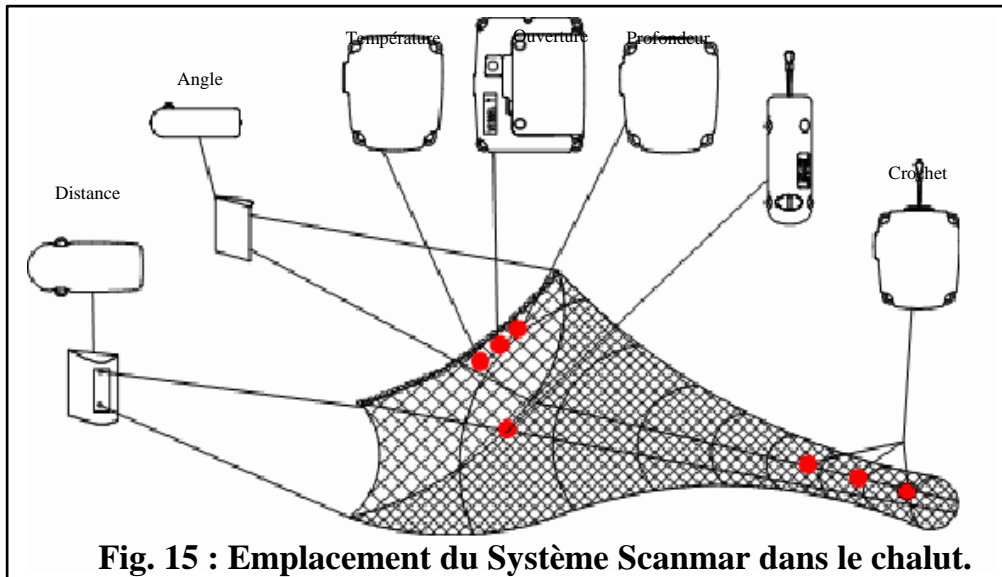 Température
Ouverture
Profondeur
Angle
Crochet
Distance
Fig. 15 : Emplacement du Système Scanmar dans le chalut.